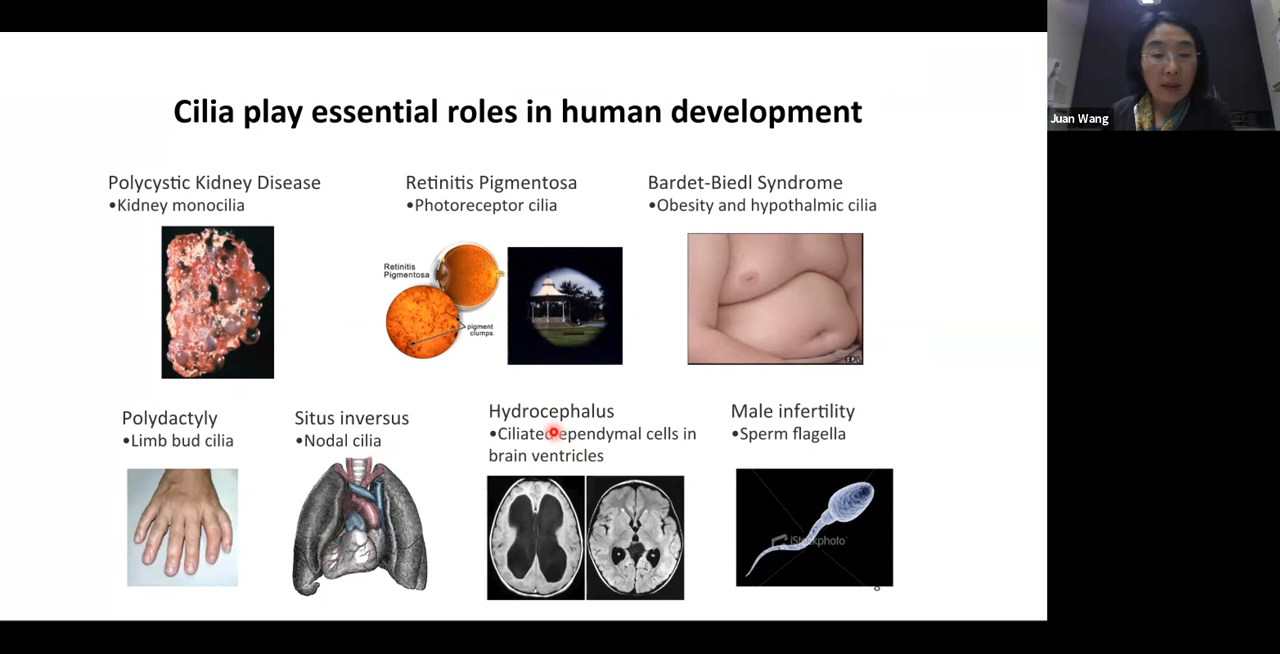 Juan Wang
Cilia play essential roles in human development
Polycystic Kidney Disease
•Kidney monocilia
Retinitis Pigmentosa
•Photoreceptor cilia
Bardet-Biedl Syndrome
•Obesity and hypothalmic cilia
Retinitis
Pigmentosa
pigment
clumps
Polydactyly
•Limb bud cilia
Situs inversus
•Nodal cilia
Hydrocephalus
•Ciliated ependymal cells in
brain ventricles
Male infertility
•Sperm flagella
iStockphoto
8